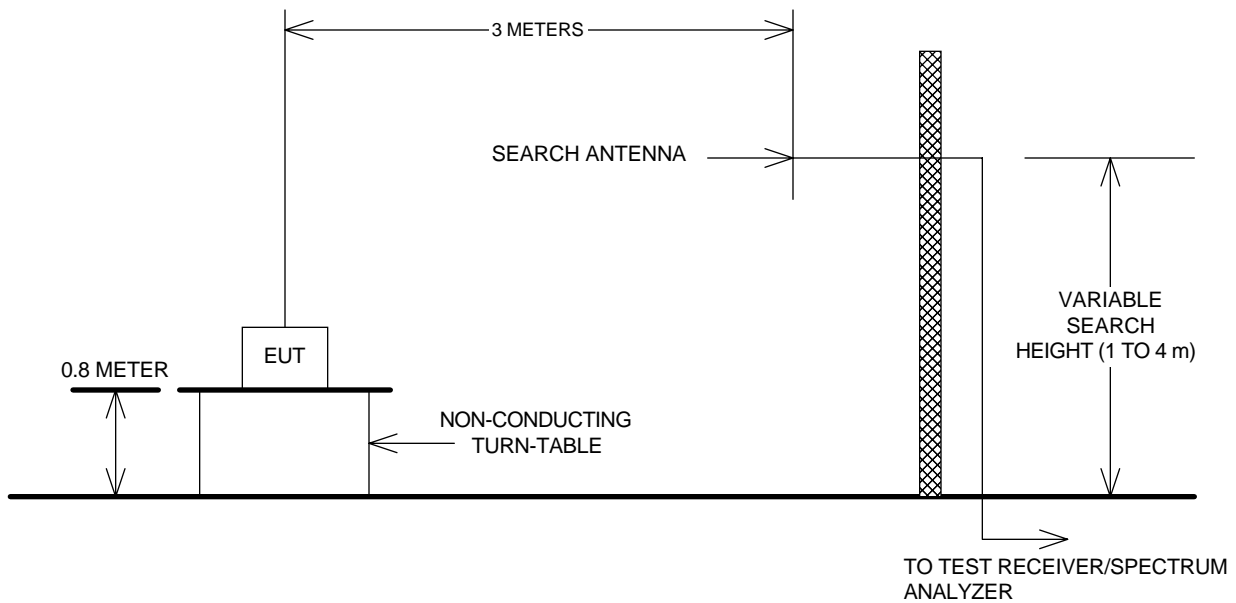 3 METERS
SEARCH ANTENNA
VARIABLE
SEARCH
HEIGHT (1 TO 4 m)
EUT
0.8 METER
NON-CONDUCTING
TURN-TABLE
TO TEST RECEIVER/SPECTRUM
ANALYZER